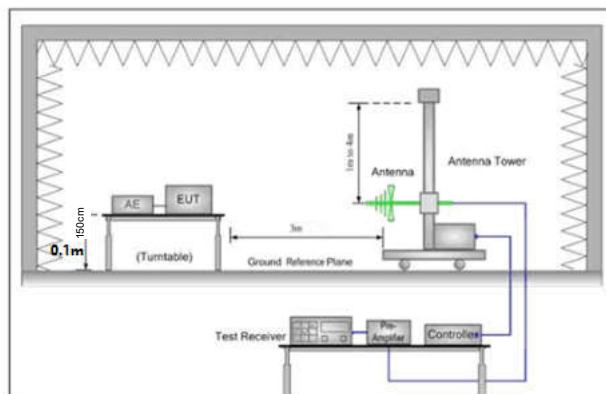 1m to 4m
Antenna
Antenna Tower
AE
EUT
150cm
0.1m
(Turntable)
3m
Ground Reference Plane
Test Receiver
Pre-
Amplifier
Controller